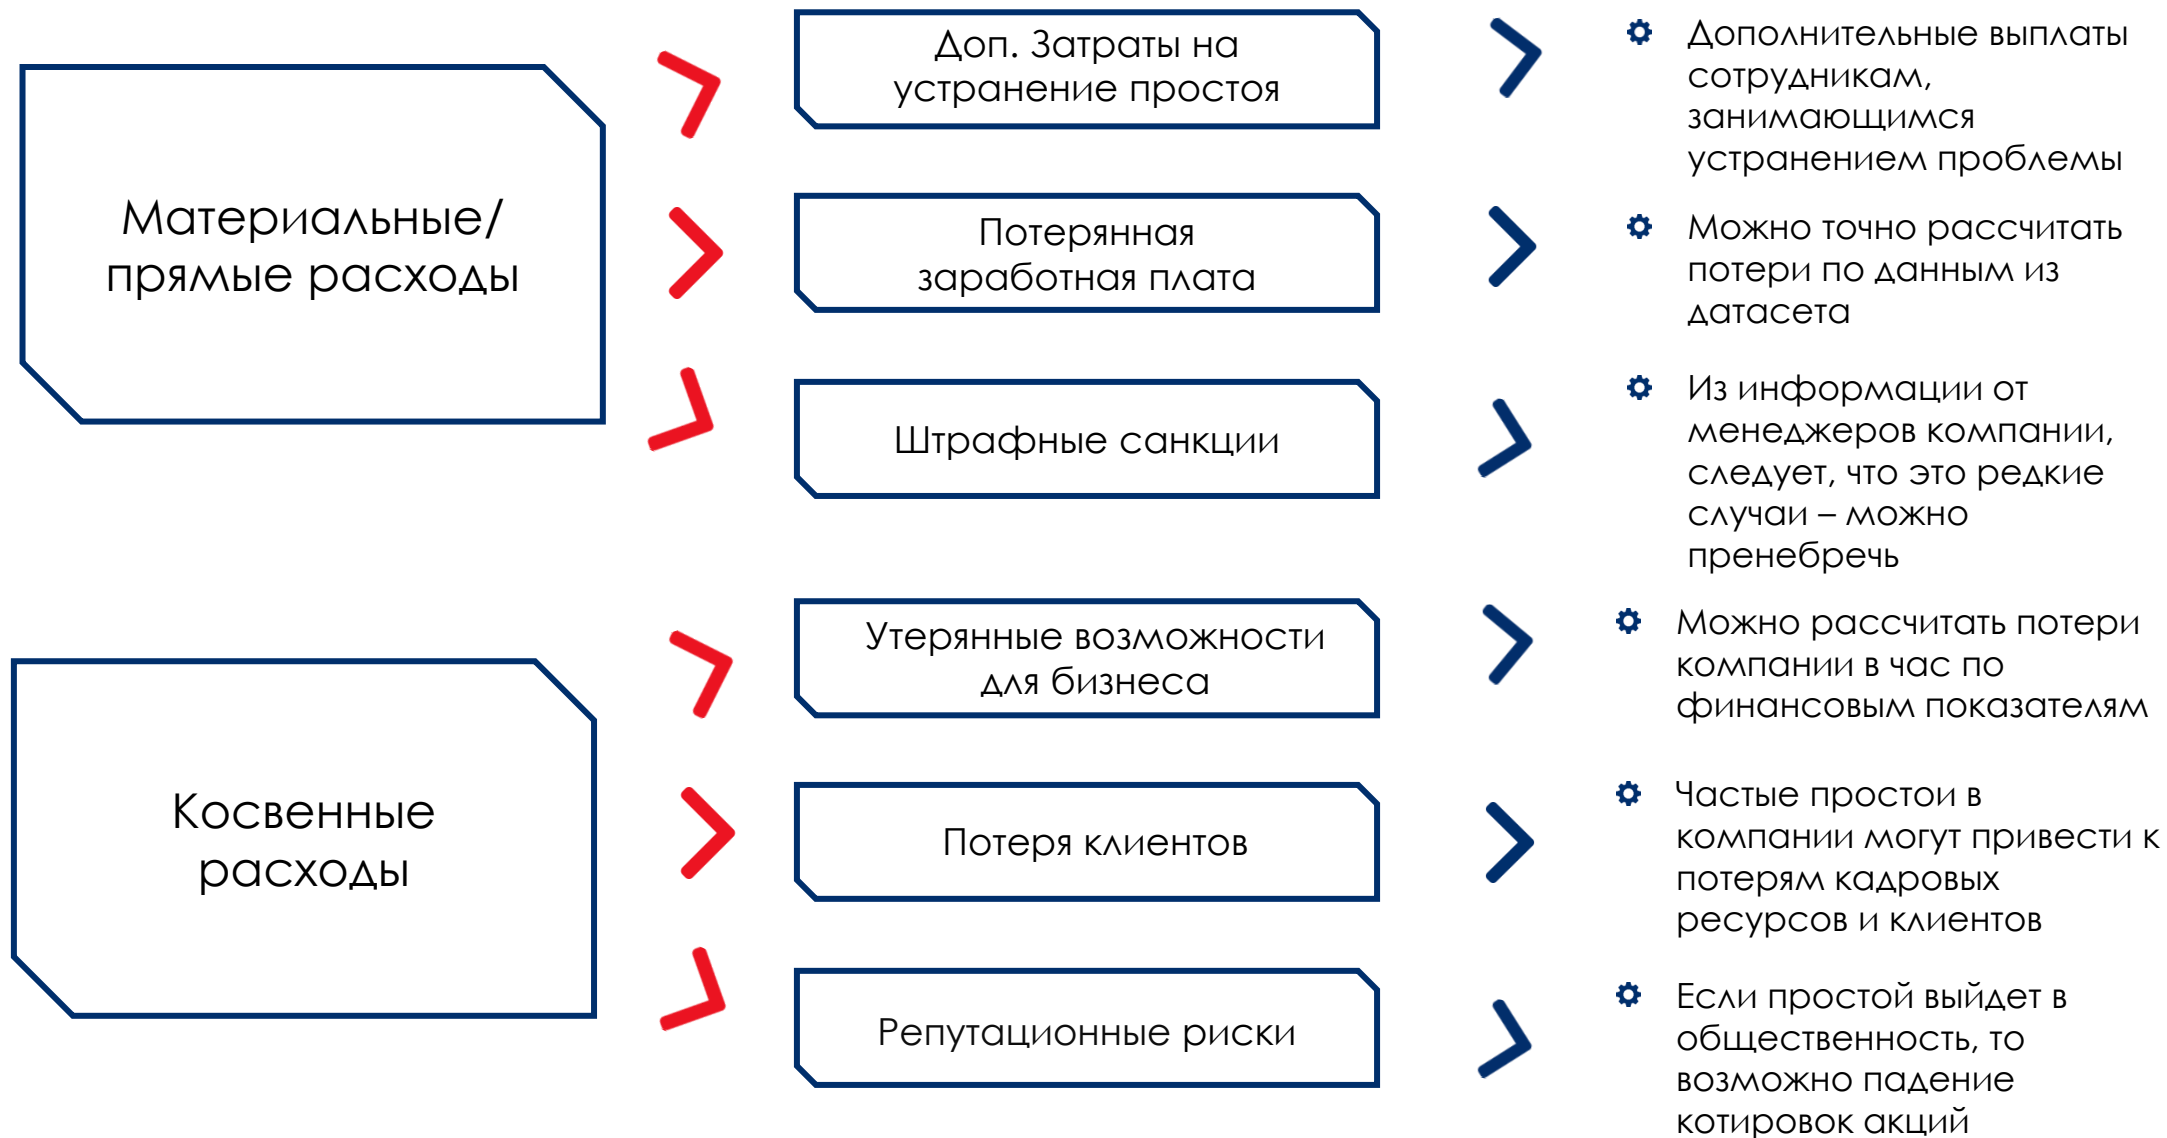 Материальные/
прямые расходы
Доп. Затраты на
устранение простоя
Дополнительные выплаты
сотрудникам,
занимающимся
устранением проблемы
Потерянная
заработная плата
Можно точно рассчитать
потери по данным из
датасета
Штрафные санкции
Из информации от
менеджеров компании,
следует, что это редкие
случаи – можно
пренебречь
Косвенные
расходы
Утерянные возможности
для бизнеса
Можно рассчитать потери
компании в час по
финансовым показателям
Потеря клиентов
Частые простои в
компании могут привести к
потерям кадровых
ресурсов и клиентов
Репутационные риски
Если простой выйдет в
общественность, то
возможно падение
котировок акций